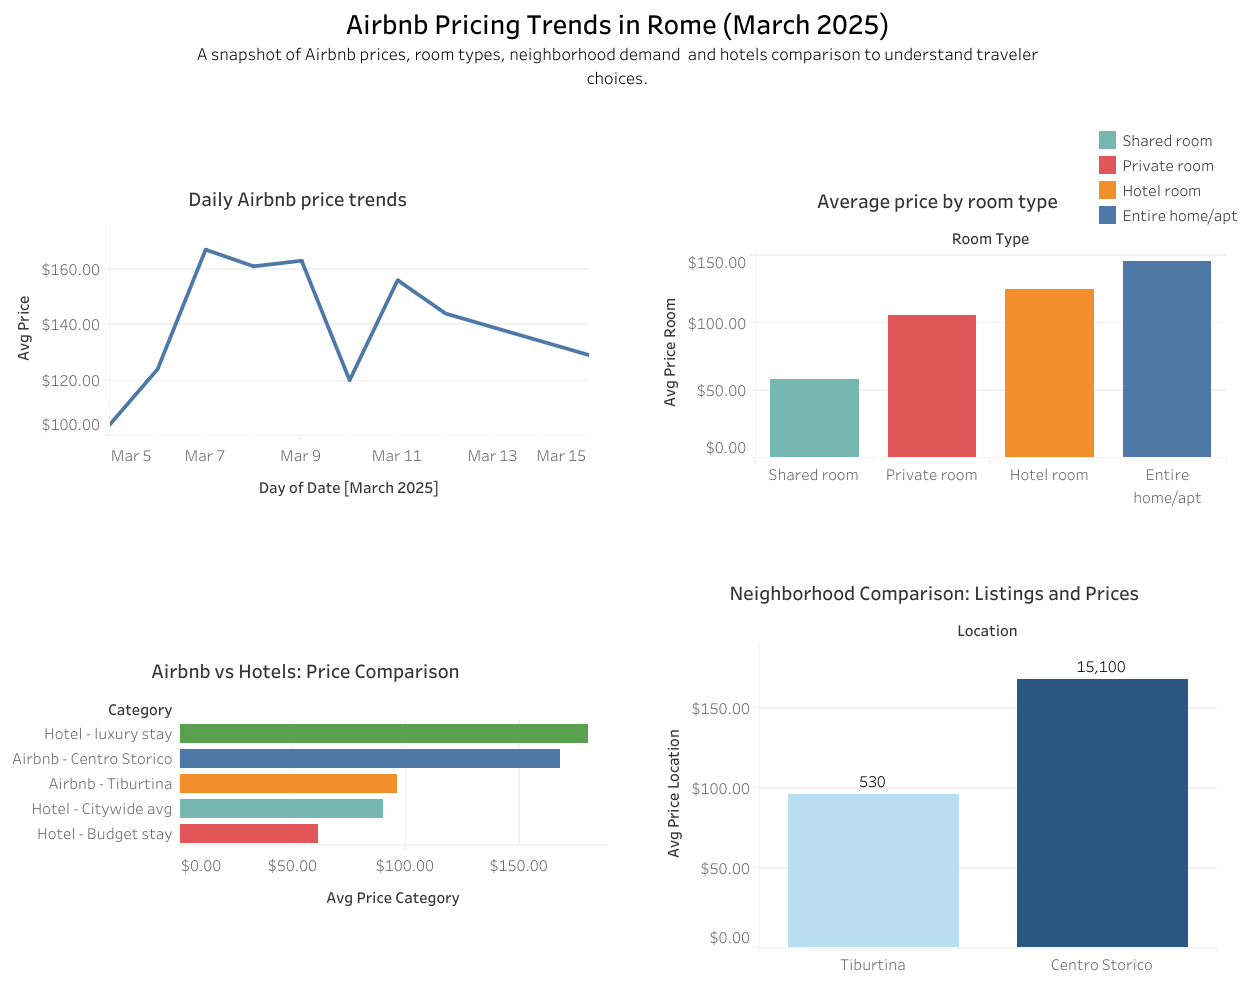 Airbnb Pricing Trends in Rome (March 2025)
A snapshot of Airbnb prices, room types, neighborhood demand  and hotels comparison to understand traveler
choices.
Shared room
Private room
Hotel room
Entire home/apt
Daily Airbnb price trends
Avg Price
$160.00
$140.00
$120.00
$100.00
Mar 5 Mar 7 Mar 9 Mar 11 Mar 13 Mar 15
Day of Date [March 2025]
Average price by room type
Room Type
Avg Price Room
$150.00
$100.00
$50.00
$0.00
Shared room Private room Hotel room Entire
home/apt
Airbnb vs Hotels: Price Comparison
Category
Hotel - luxury stay
Airbnb - Centro Storico
Airbnb - Tiburtina
Hotel - Citywide avg
Hotel - Budget stay
$0.00 $50.00 $100.00 $150.00
Avg Price Category
Neighborhood Comparison: Listings and Prices
Location
Avg Price Location
15,100
$150.00
530
$100.00
$50.00
$0.00
Tiburtina Centro Storico